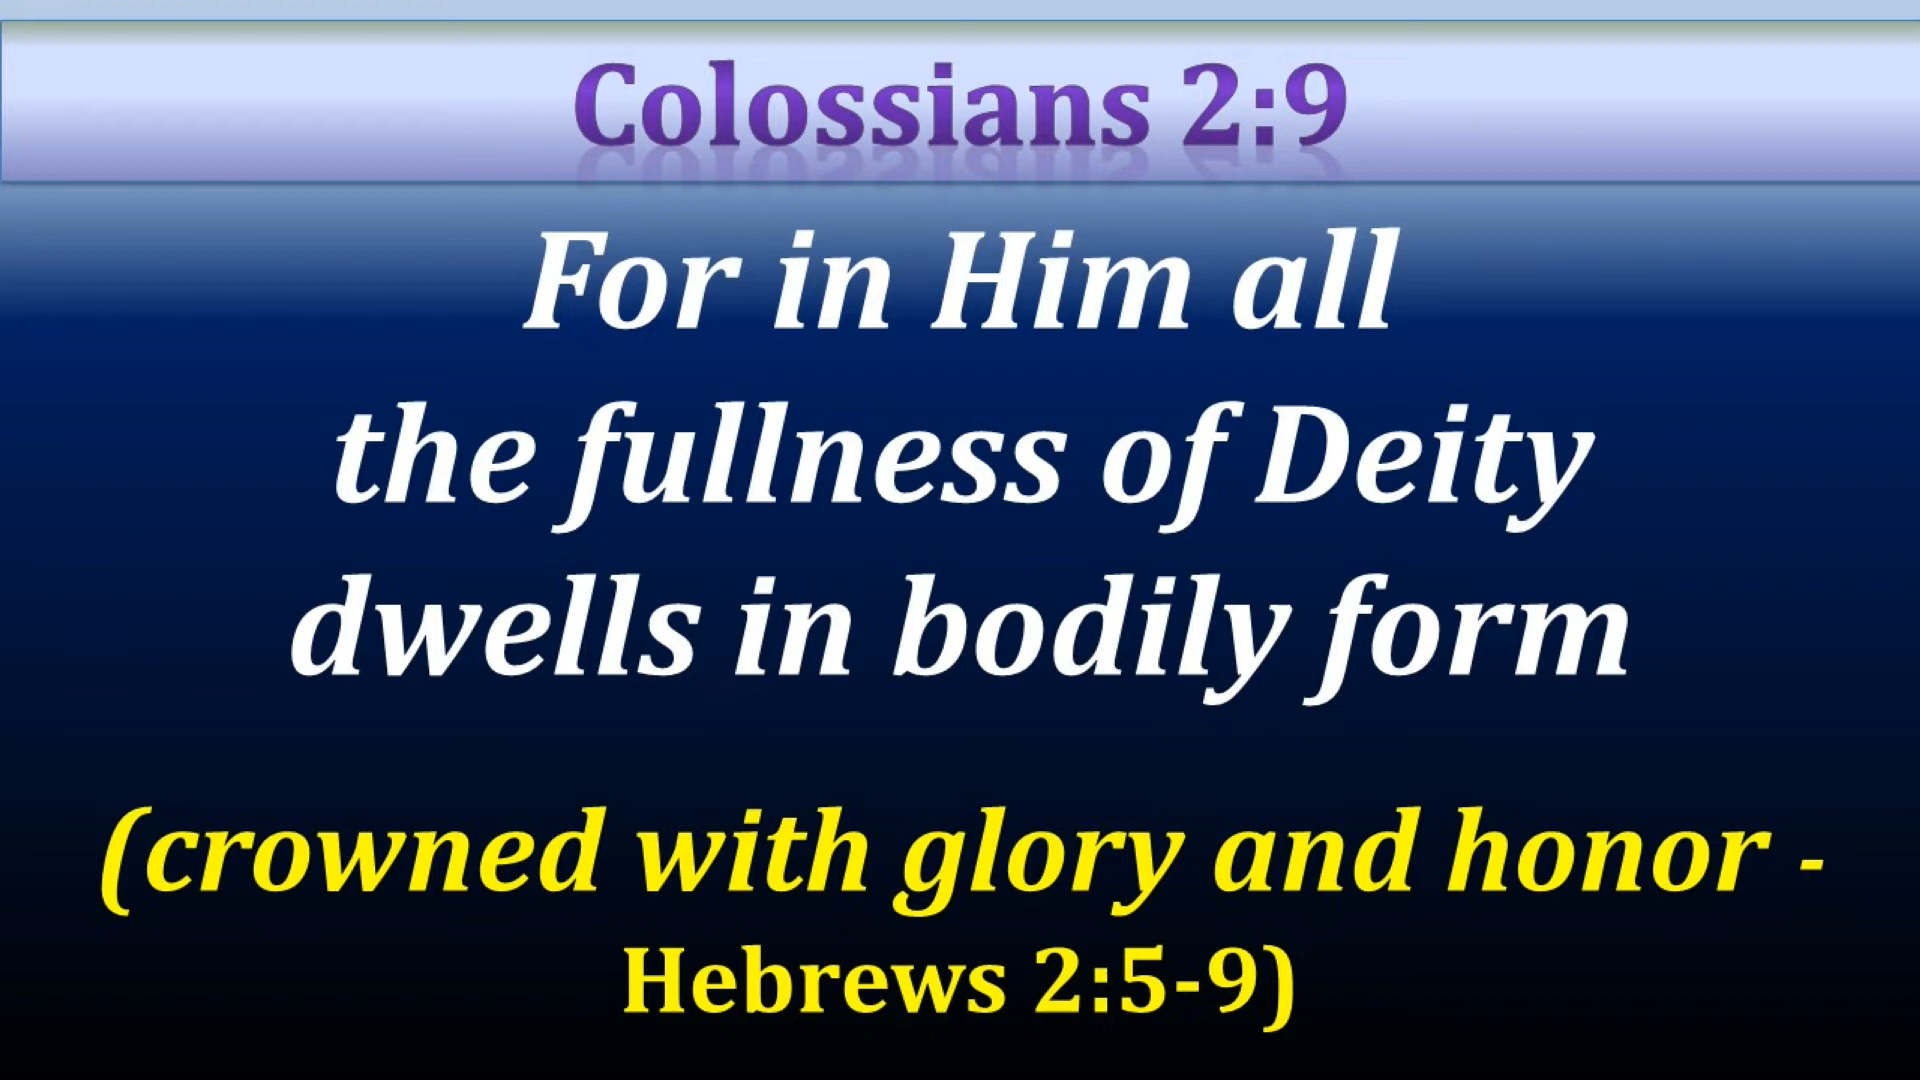 Colossians 2:9
For in Him all
the fullness of Deity
dwells in bodily form
(crowned with glory and honor -
Hebrews 2:5-9)